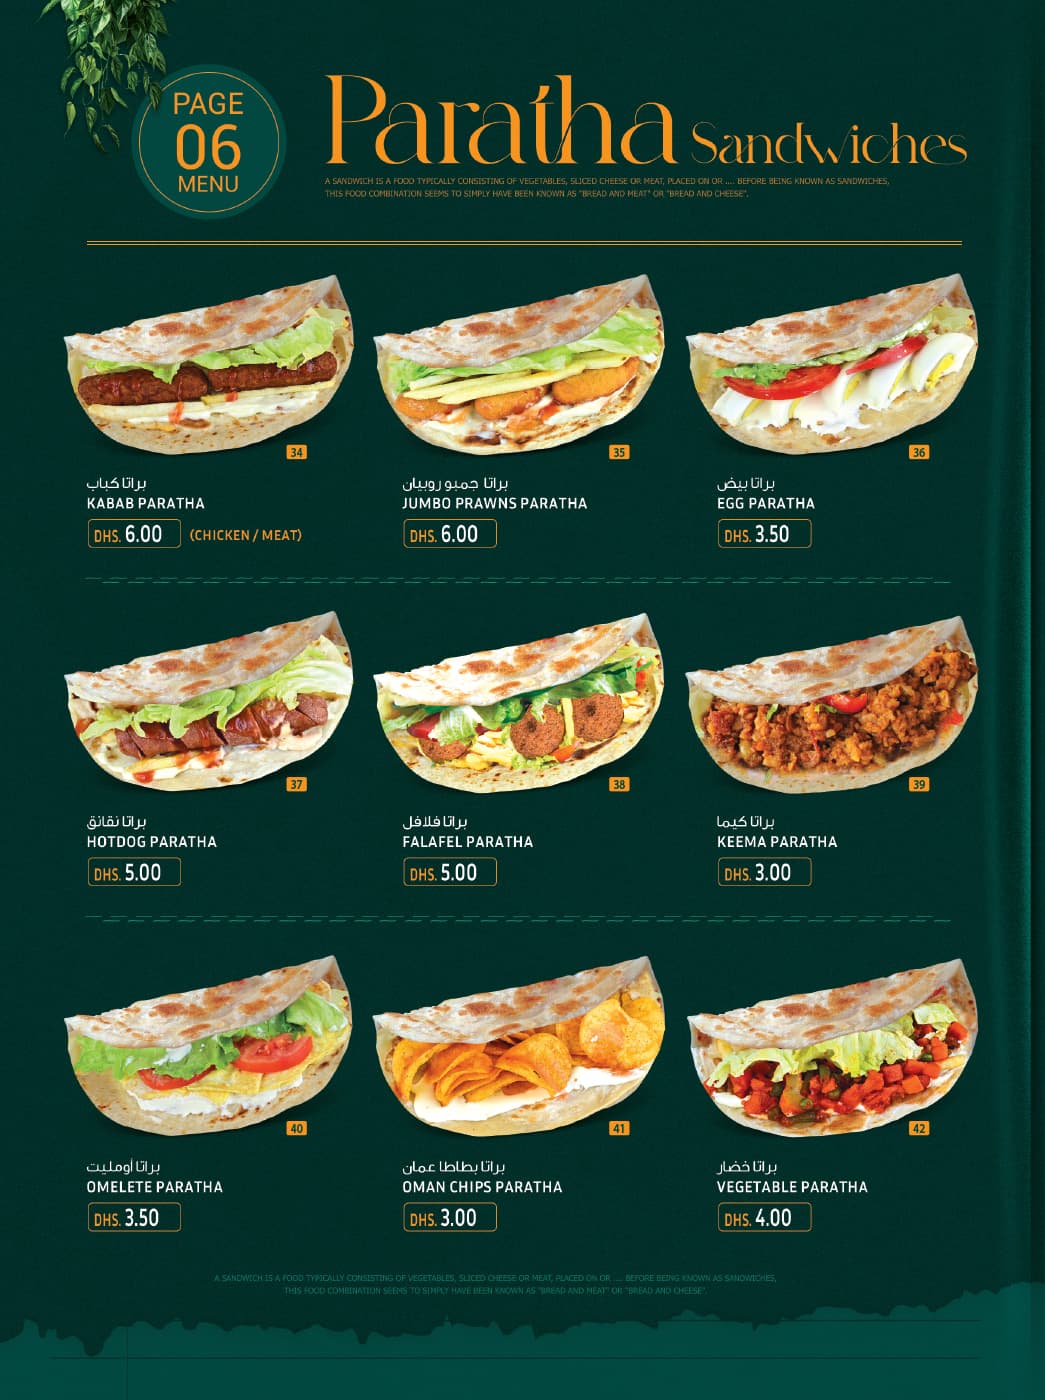 PAGE
06
MENU
Paratha Sandwiches
A SANDWICH IS A FOOD TYPICALLY CONSISTING OF VEGETABLES, SLICED CHEESE OR MEAT, PLACED ON OR .... BEFORE BEING KNOWN AS SANDWICHES,
THIS FOOD COMBINATION SEEMS TO SIMPLY HAVE BEEN KNOWN AS "BREAD AND MEAT" OR "BREAD AND CHEESE".
34
براتا كباب
KABAB PARATHA
DHS. 6.00 (CHICKEN / MEAT)
35
براتا جمبو روبيان
JUMBO PRAWNS PARATHA
DHS. 6.00
36
براتا بيض
EGG PARATHA
DHS. 3.50
37
براتا نقانق
HOTDOG PARATHA
DHS. 5.00
38
براتا فلافل
FALAFEL PARATHA
DHS. 5.00
39
براتا كيما
KEEMA PARATHA
DHS. 3.00
40
براتا أومليت
OMELETE PARATHA
DHS. 3.50
41
براتا بطاطا عمان
OMAN CHIPS PARATHA
DHS. 3.00
42
براتا خضار
VEGETABLE PARATHA
DHS. 4.00
A SANDWICH IS A FOOD TYPICALLY CONSISTING OF VEGETABLES, SLICED CHEESE OR MEAT, PLACED ON OR .... BEFORE BEING KNOWN AS SANDWICHES,
THIS FOOD COMBINATION SEEMS TO SIMPLY HAVE BEEN KNOWN AS "BREAD AND MEAT" OR "BREAD AND CHEESE".